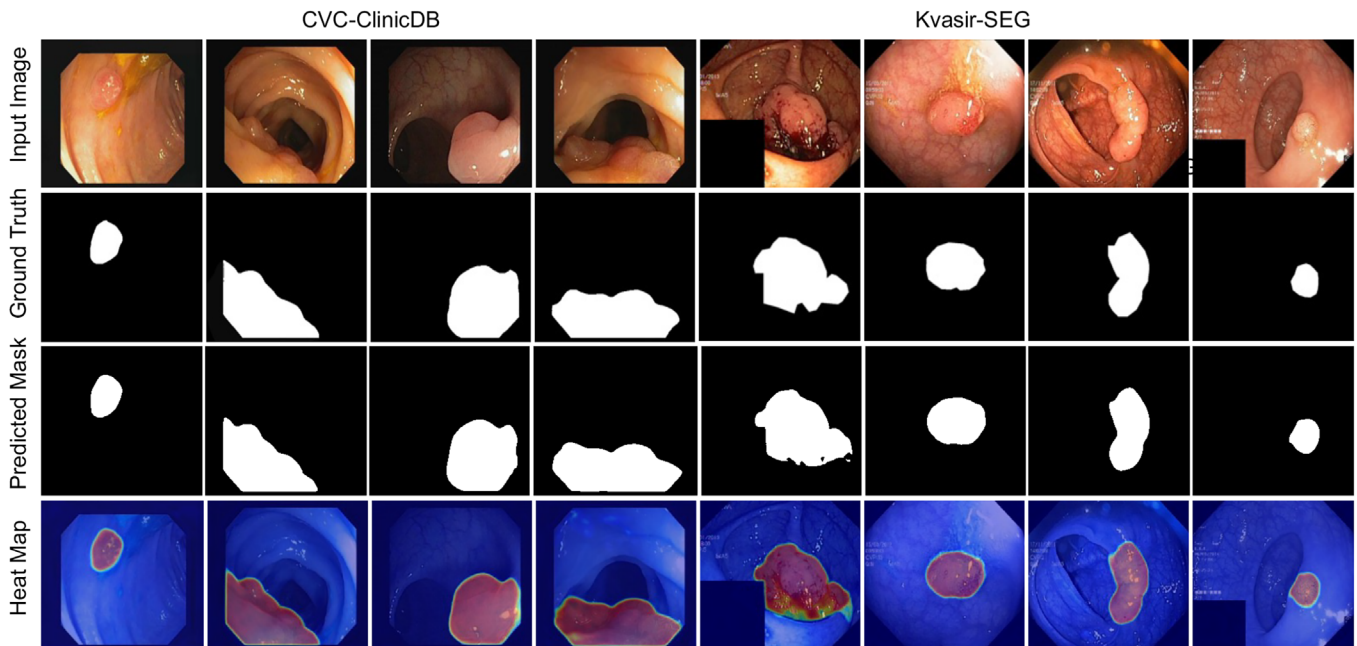 CVC-ClinicDB
Kvasir-SEG
Input Image
Ground Truth
Predicted Mask
Heat Map